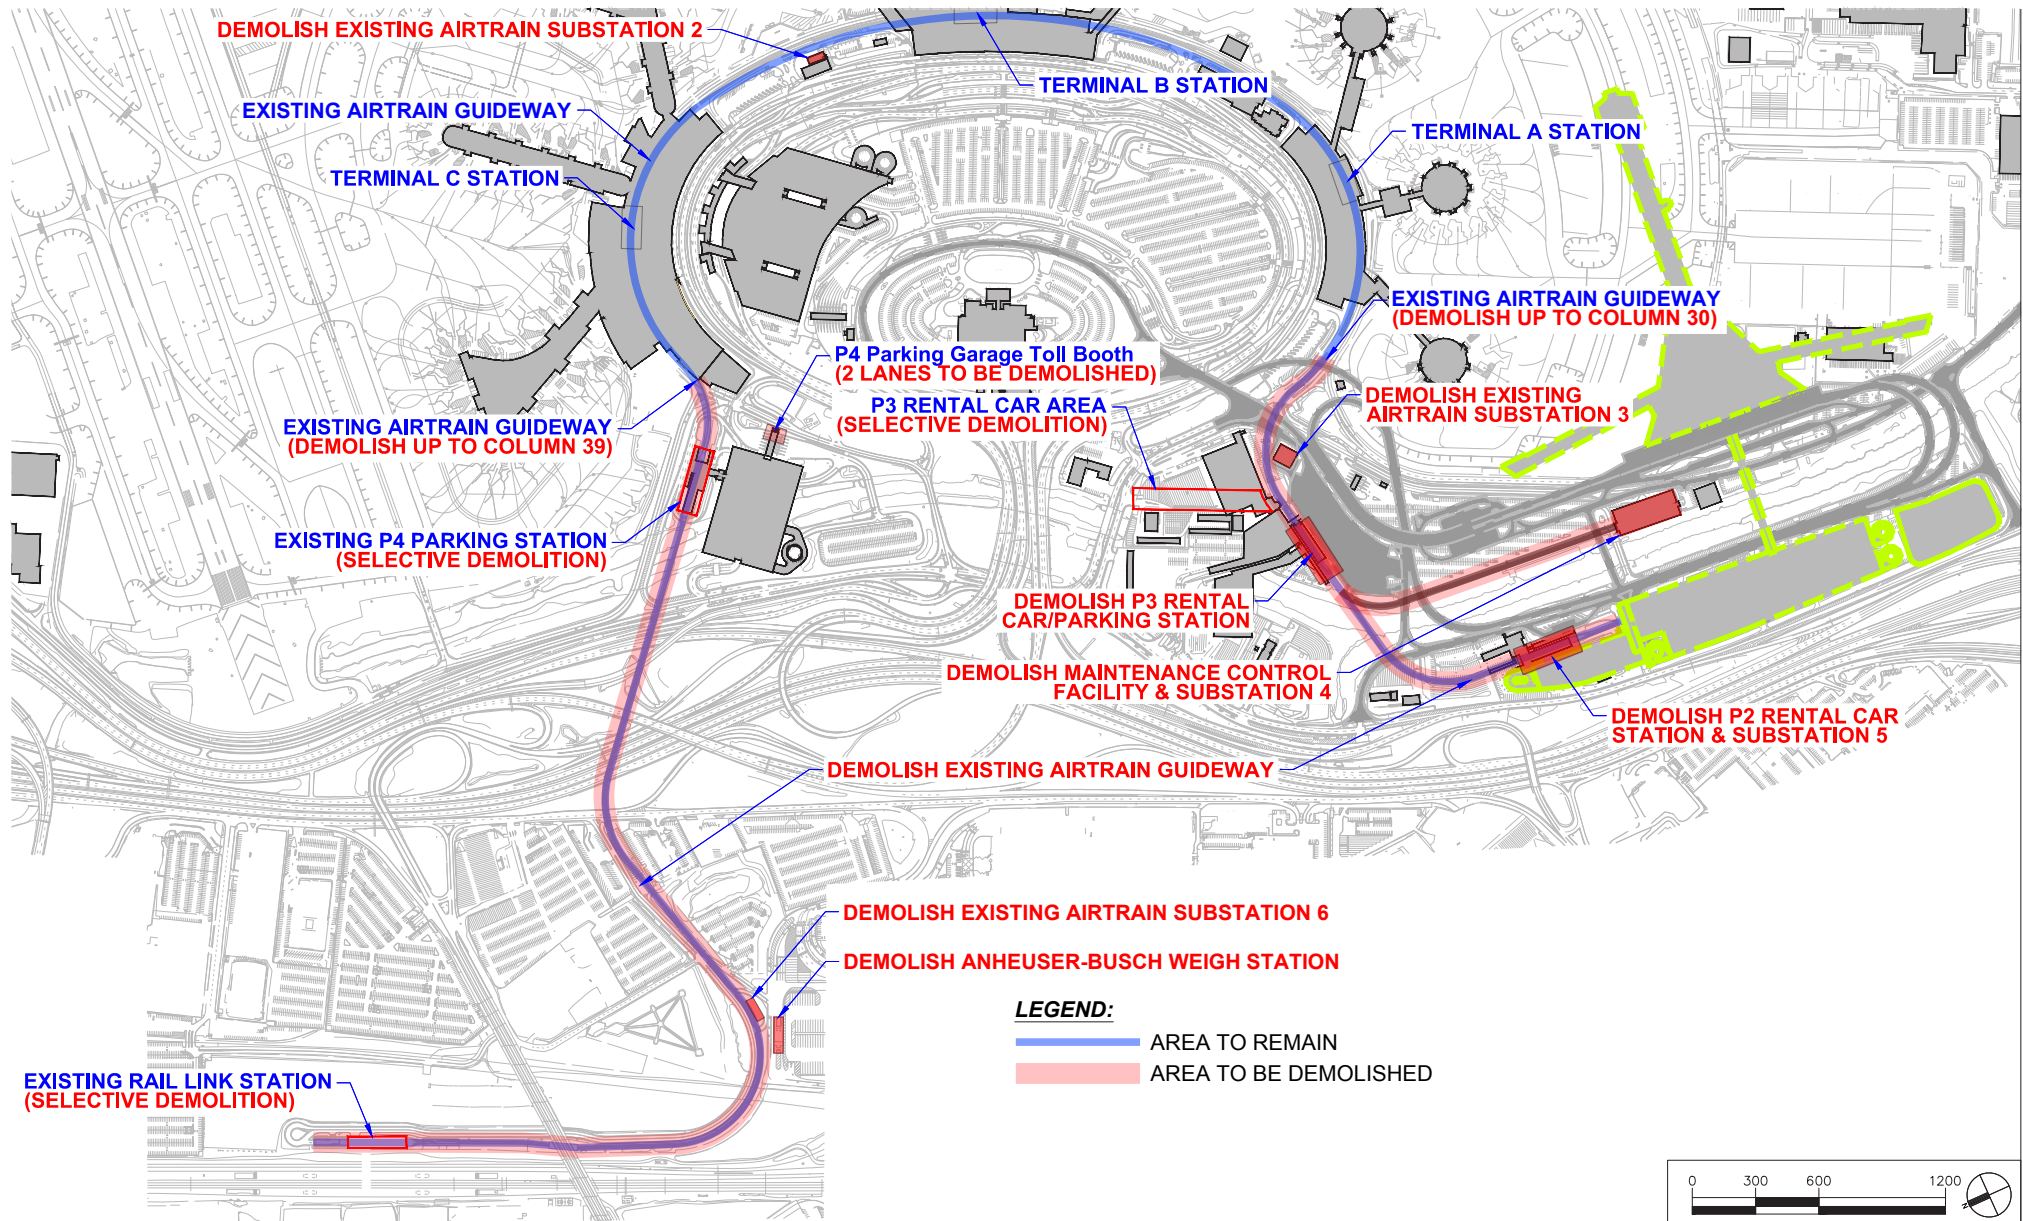 DEMOLISH EXISTING AIRTRAIN SUBSTATION 2
TERMINAL B STATION
EXISTING AIRTRAIN GUIDEWAY
TERMINAL A STATION
TERMINAL C STATION
EXISTING AIRTRAIN GUIDEWAY
(DEMOLISH UP TO COLUMN 30)
P4 Parking Garage Toll Booth
(2 LANES TO BE DEMOLISHED)
P3 RENTAL CAR AREA
(SELECTIVE DEMOLITION)
DEMOLISH EXISTING
AIRTRAIN SUBSTATION 3
EXISTING AIRTRAIN GUIDEWAY
(DEMOLISH UP TO COLUMN 39)
EXISTING P4 PARKING STATION
(SELECTIVE DEMOLITION)
DEMOLISH P3 RENTAL
CAR/PARKING STATION
DEMOLISH MAINTENANCE CONTROL
FACILITY & SUBSTATION 4
DEMOLISH P2 RENTAL CAR
STATION & SUBSTATION 5
DEMOLISH EXISTING AIRTRAIN GUIDEWAY
DEMOLISH EXISTING AIRTRAIN SUBSTATION 6
DEMOLISH ANHEUSER-BUSCH WEIGH STATION
LEGEND:
AREA TO REMAIN
AREA TO BE DEMOLISHED
EXISTING RAIL LINK STATION
(SELECTIVE DEMOLITION)
0 300 600 1200
N